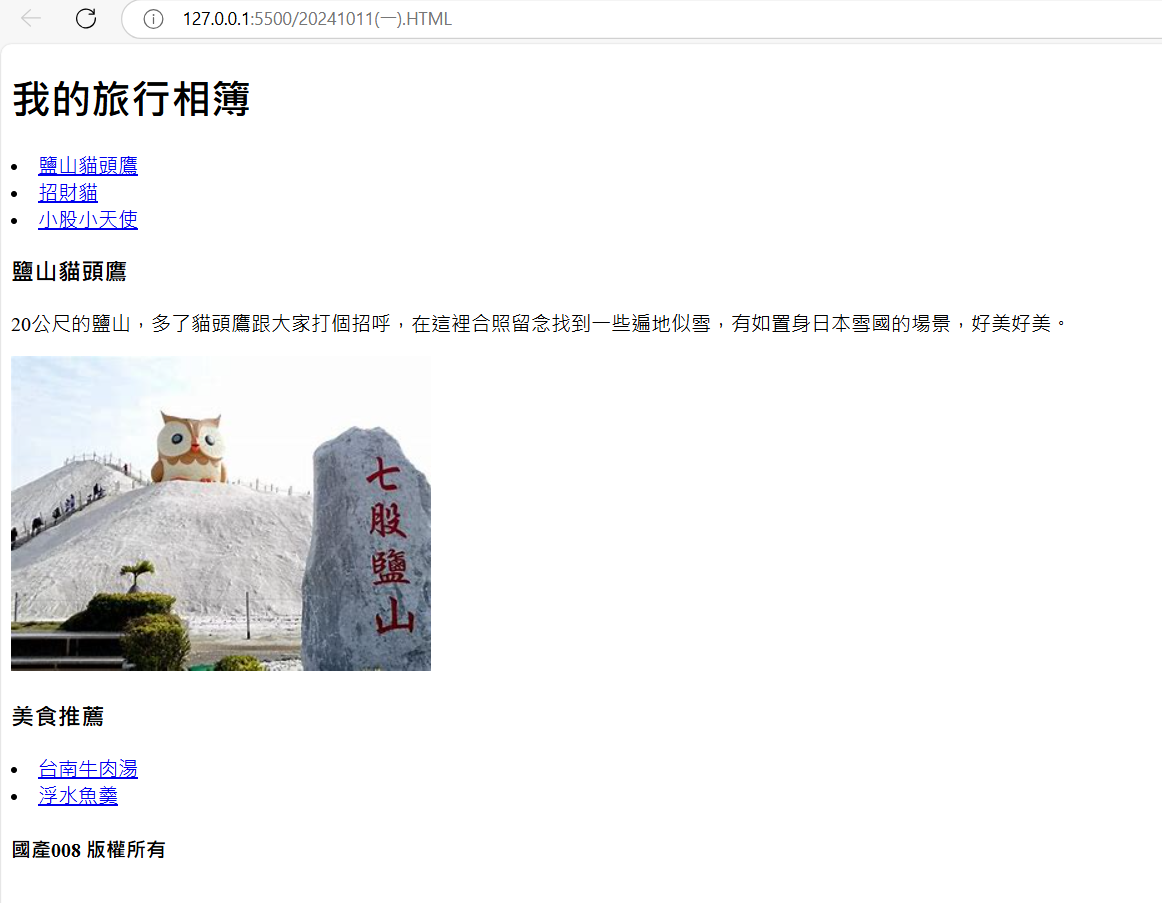 127.0.0.1:5500/20241011(一).HTML
我的旅行相簿
鹽山貓頭鷹
招財貓
小股小天使
鹽山貓頭鷹
20公尺的鹽山，多了貓頭鷹跟大家打個招呼，在這裡合照留念找到一些遍地似雪，有如置身日本雪國的場景，好美好美。
七股鹽山
美食推薦
台南牛肉湯
浮水魚羹
國產008 版權所有